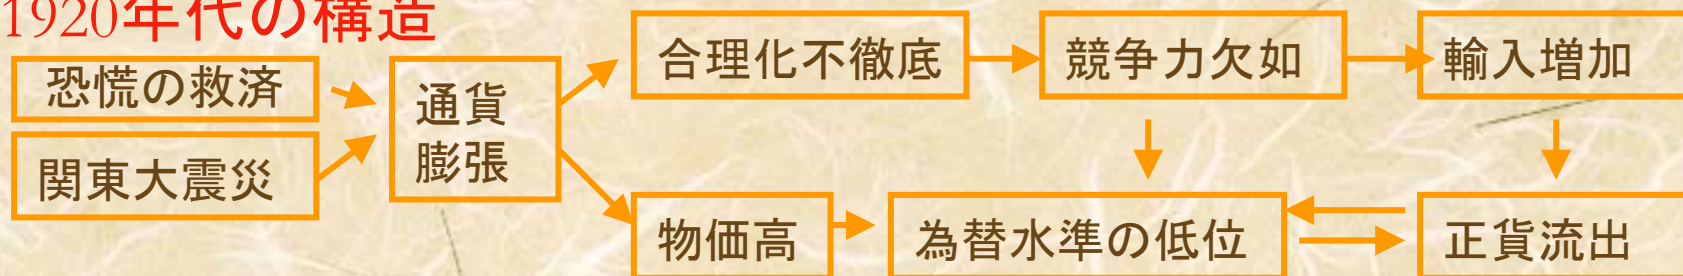 1920年代の構造
恐慌の救済
関東大震災
通貨
膨張
合理化不徹底
競争力欠如
輸入増加
物価高
為替水準の低位
正貨流出